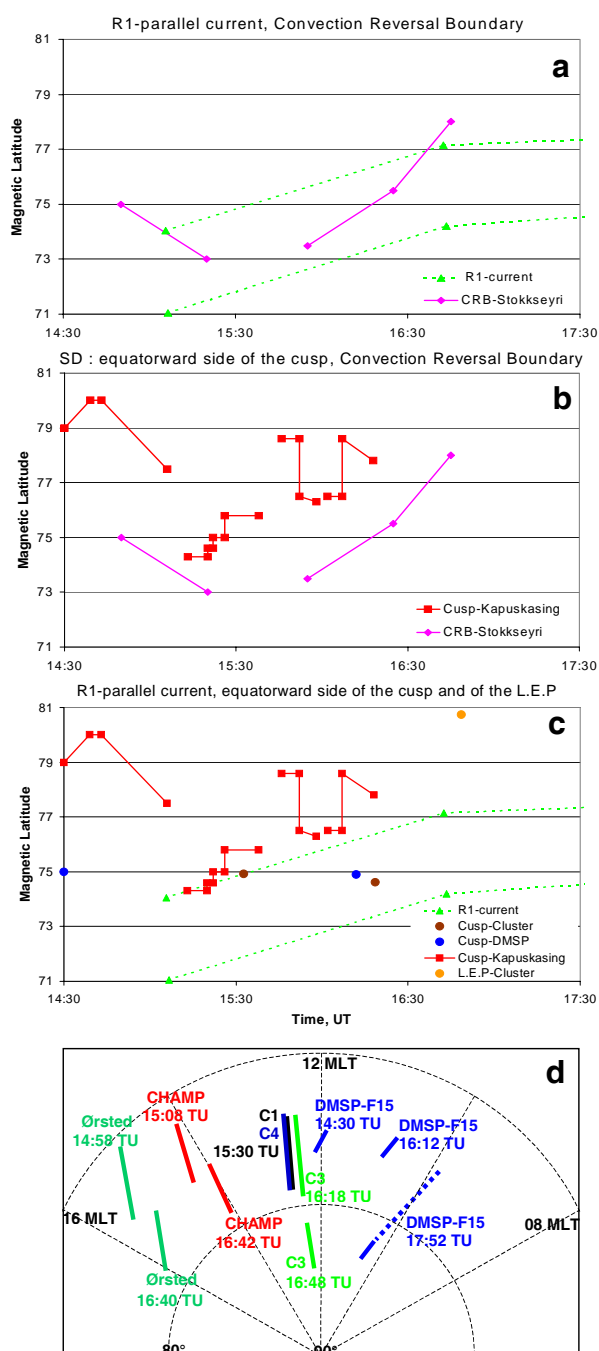 R1-parallel current, Convection Reversal Boundary
81
a
79
Magnetic Latitude
77
75
73
R1-current
CRB-Stokkseyri
71
14:30 15:30 16:30 17:30
SD : equatorward side of the cusp, Convection Reversal Boundary
81
b
79
Magnetic Latitude
77
75
73
Cusp-Kapuskasing
CRB-Stokkseyri
71
14:30 15:30 16:30 17:30
R1-parallel current, equatorward side of the cusp and of the L.E.P
81
c
79
Magnetic Latitude
77
75
73
R1-current
Cusp-Cluster
Cusp-DMSP
Cusp-Kapuskasing
L.E.P-Cluster
71
14:30 15:30 16:30 17:30
Time, UT
d
12 MLT
CHAMP
15:08 TU
Ørsted
14:58 TU
C1
C4
15:30 TU
DMSP-F15
14:30 TU
DMSP-F15
16:12 TU
C3
16:18 TU
16 MLT
08 MLT
CHAMP
16:42 TU
DMSP-F15
17:52 TU
C3
16:48 TU
Ørsted
16:40 TU
80°
90°